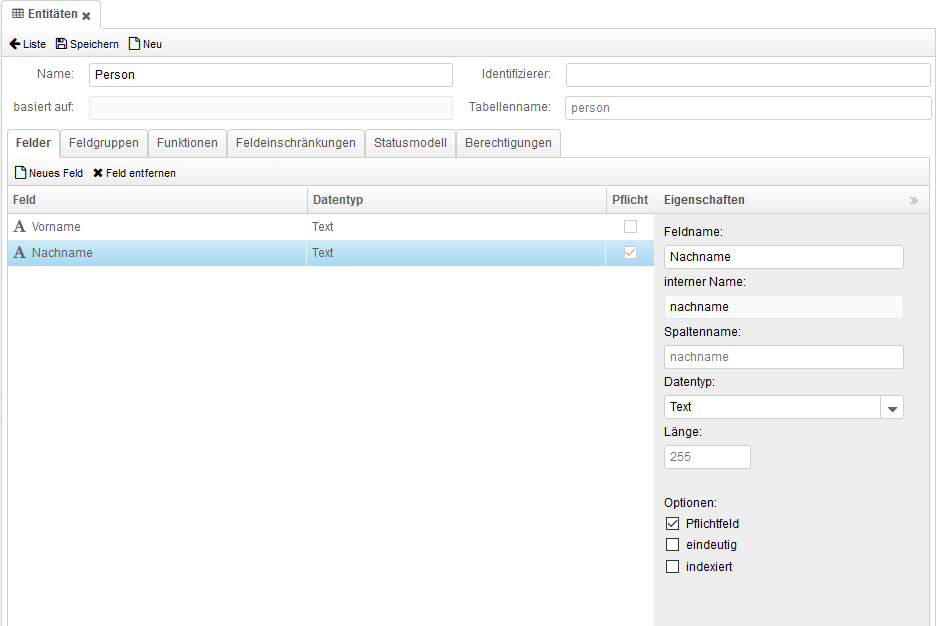 Entitäten
Liste Speichern Neu
Name: Person Identifizierer:
basiert auf: Tabellenname: person
Felder Feldgruppen Funktionen Feldeinschränkungen Statusmodell Berechtigungen
Neues Feld Feld entfernen
Feld Datentyp Pflicht Eigenschaften »
Vorname Text
Nachname Text
Feldname:
Nachname
interner Name:
nachname
Spaltenname:
nachname
Datentyp:
Text
Länge:
255
Optionen:
Pflichtfeld
eindeutig
indexiert